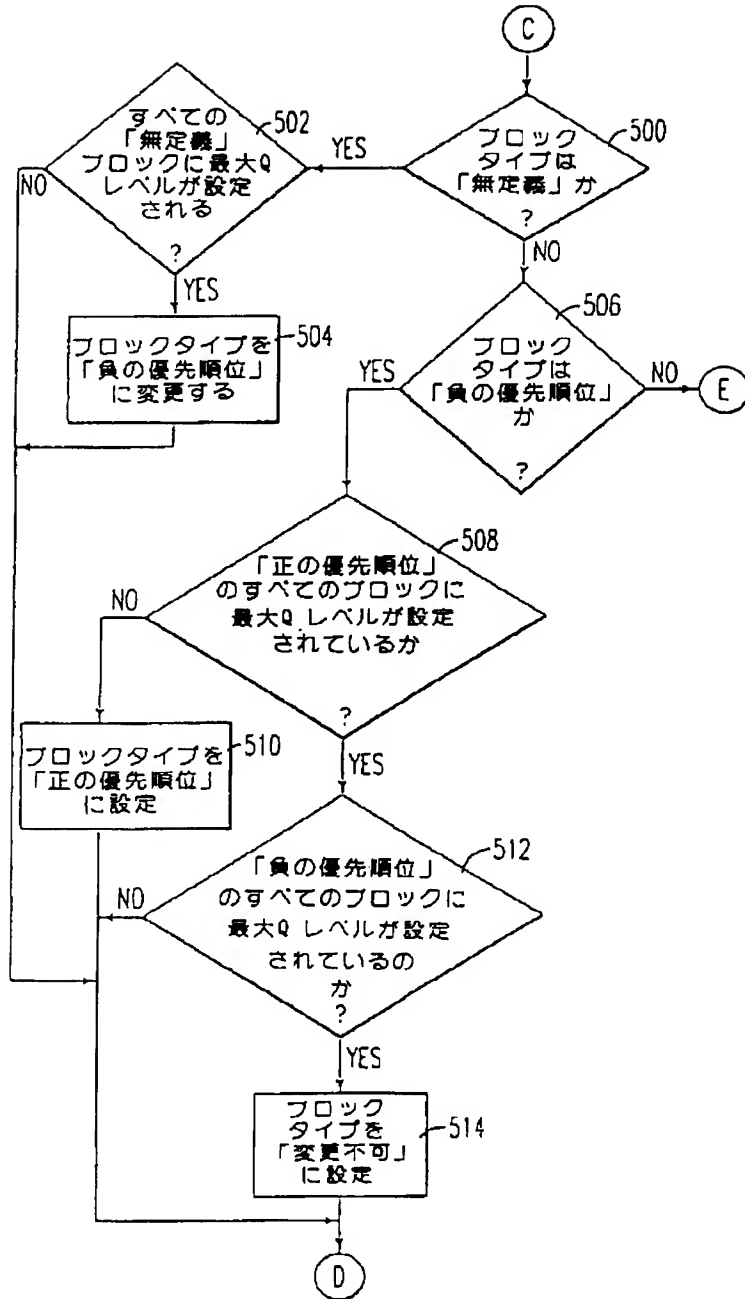 C
ブロック
タイプは
「無定義」か
?
500
YES
NO
すべての
「無定義」
ブロックに最大Q
レベルが設定
される
?
502
NO
YES
ブロックタイプを
「負の優先順位」
に変更する
504
ブロック
タイプは
「負の優先順位」
か
?
506
YES
NO
E
「正の優先順位」
のすべてのブロックに
最大Q レベルが設定
されているか
?
508
NO
YES
ブロックタイプを
「正の優先順位」
に設定
510
「負の優先順位」
のすべてのブロックに
最大Q レベルが設定
されているの
か
?
512
NO
YES
ブロック
タイプを
「変更不可」
に設定
514
D